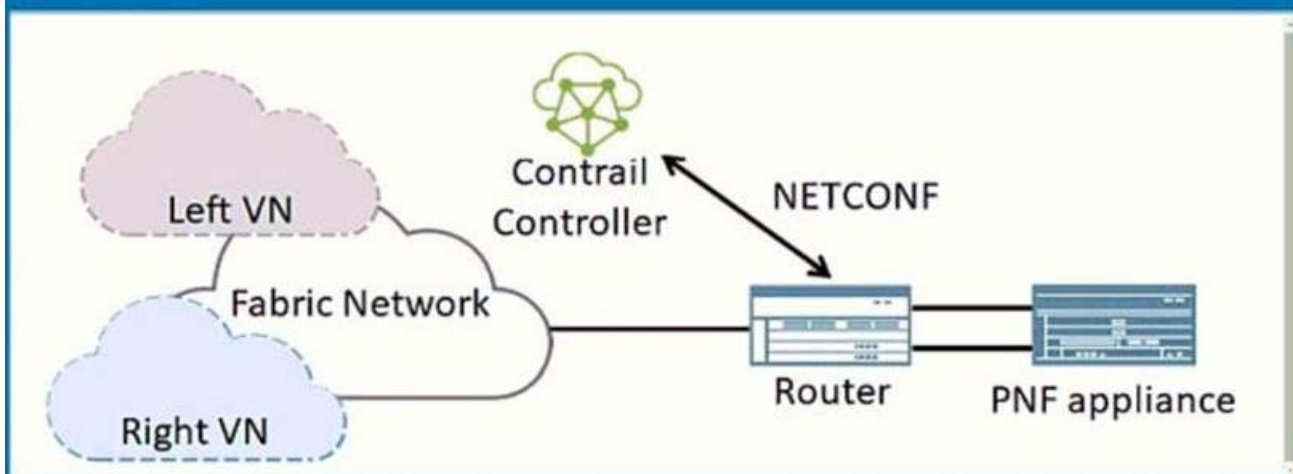 Contrail
Controller
NETCONF
Left VN
Fabric Network
Right VN
Router
PNF appliance